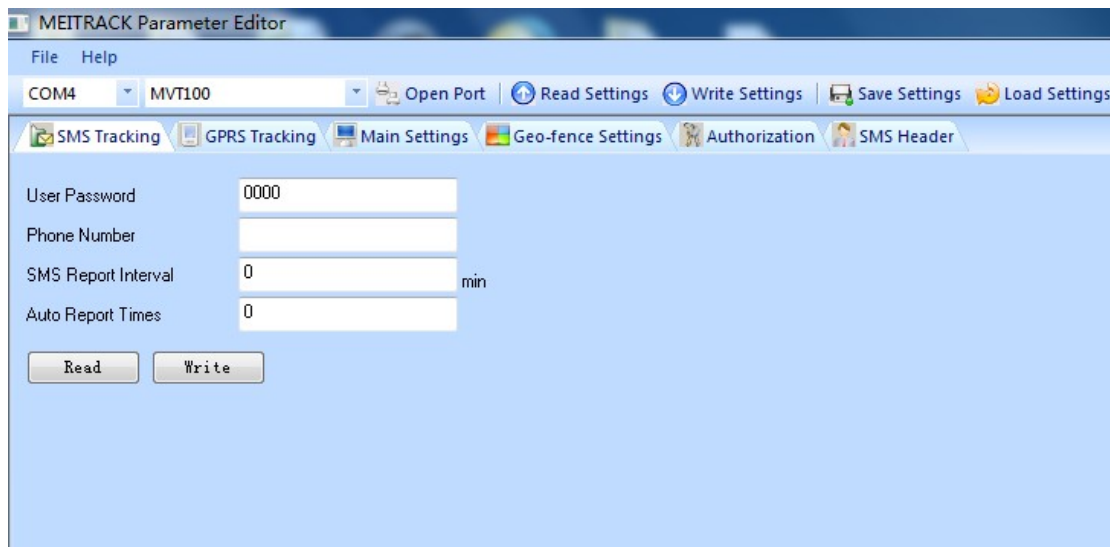 MEITRACK Parameter Editor
File Help
COM4 MVT100 Open Port Read Settings Write Settings Save Settings Load Settings
SMS Tracking GPRS Tracking Main Settings Geo-fence Settings Authorization SMS Header
User Password 0000
Phone Number
SMS Report Interval 0 min
Auto Report Times 0
Read Write